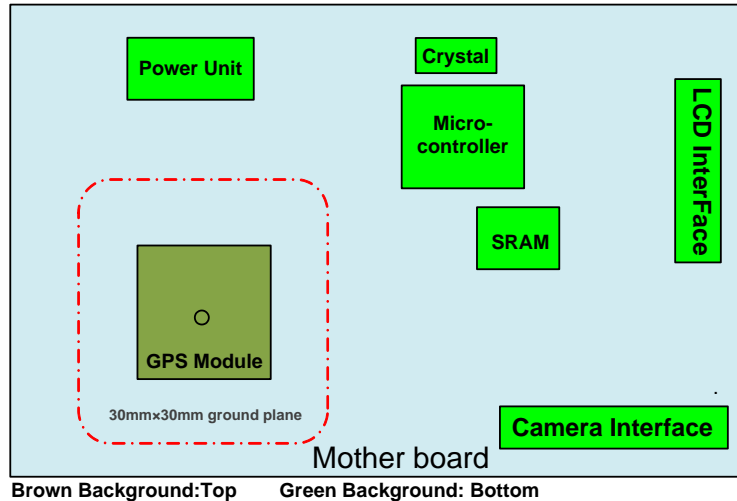 Power Unit
Crystal
Micro-
controller
LCD InterFace
SRAM
GPS Module
30mm×30mm ground plane
Camera Interface
Mother board
Brown Background:Top Green Background: Bottom